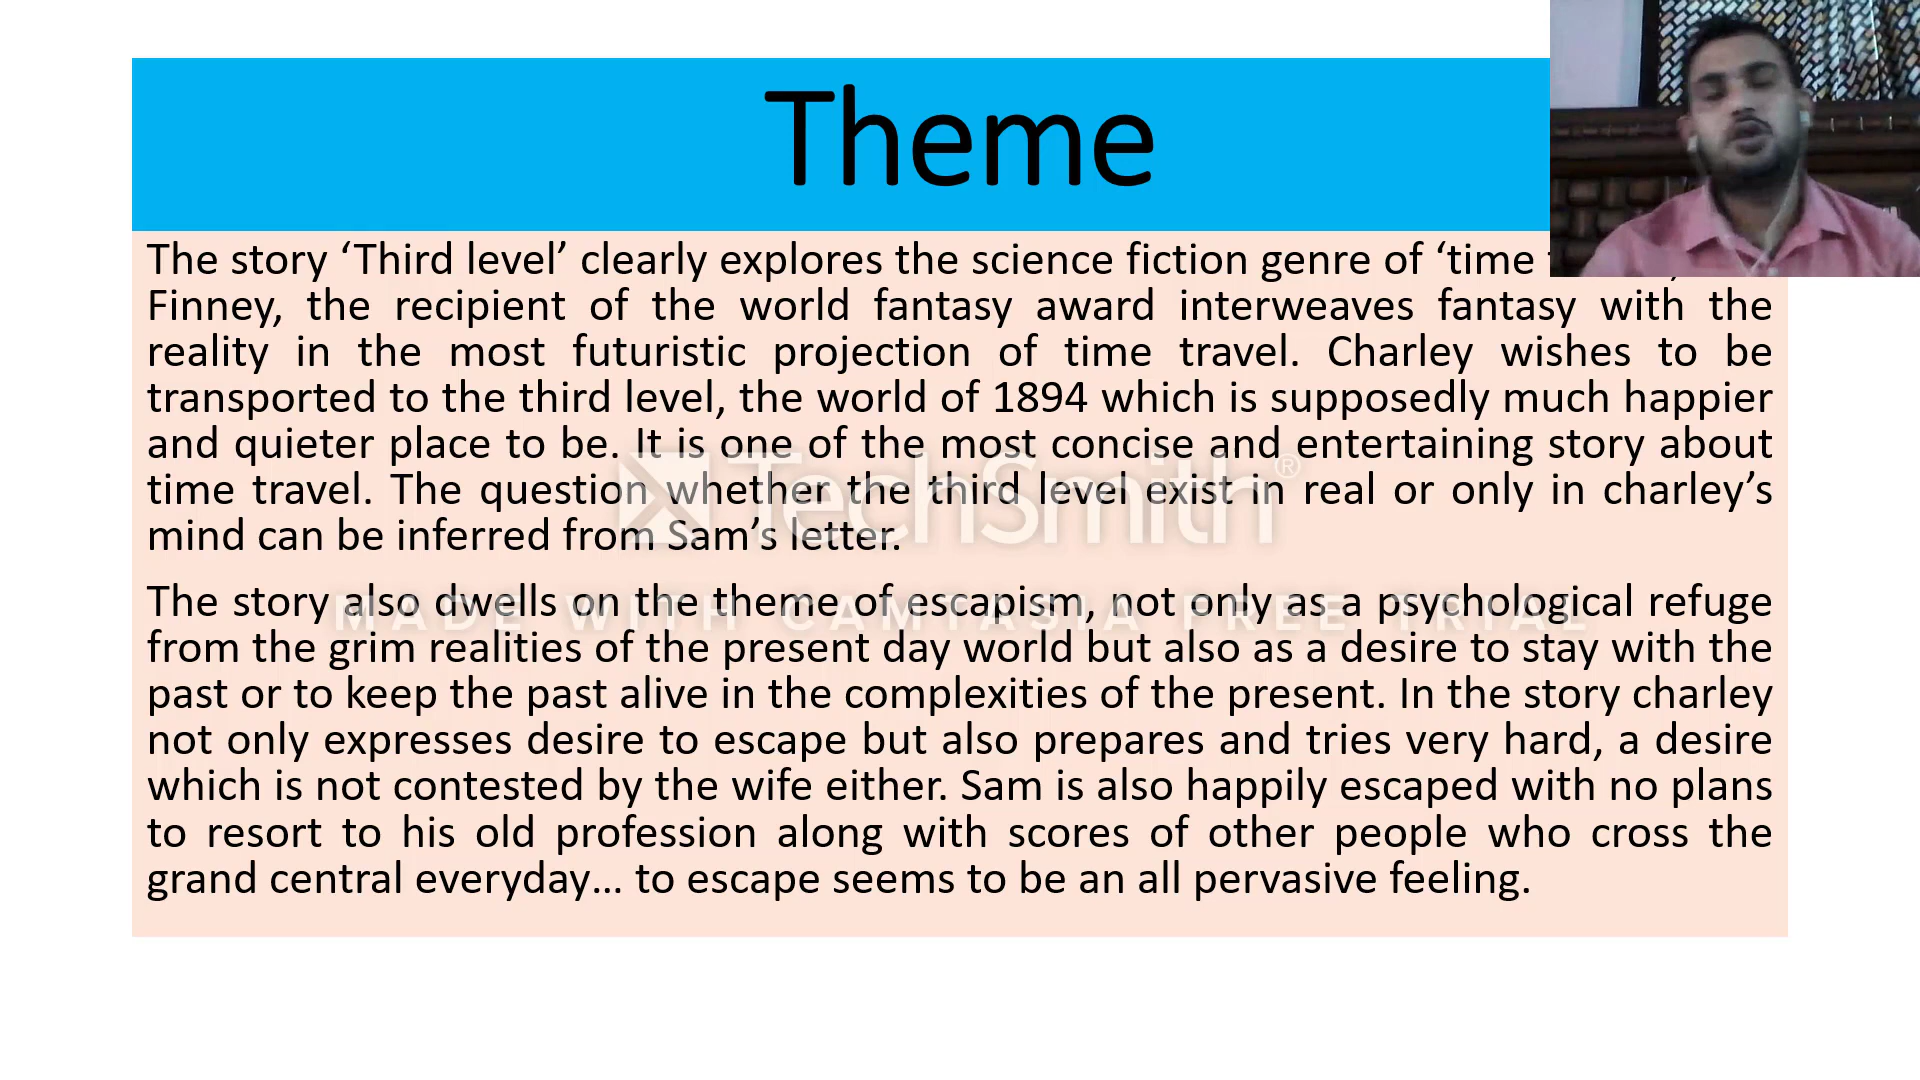 Theme
The story ‘Third level’ clearly explores the science fiction genre of ‘time
Finney, the recipient of the world fantasy award interweaves fantasy with the
reality in the most futuristic projection of time travel. Charley wishes to be
transported to the third level, the world of 1894 which is supposedly much happier
and quieter place to be. It is one of the most concise and entertaining story about
time travel. The question whether the third level exist in real or only in charley’s
mind can be inferred from Sam’s letter.
TechSmith®
The story also dwells on the theme of escapism, not only as a psychological refuge
MADE WITH CAMTASIA FREE TRIAL
from the grim realities of the present day world but also as a desire to stay with the
past or to keep the past alive in the complexities of the present. In the story charley
not only expresses desire to escape but also prepares and tries very hard, a desire
which is not contested by the wife either. Sam is also happily escaped with no plans
to resort to his old profession along with scores of other people who cross the
grand central everyday… to escape seems to be an all pervasive feeling.